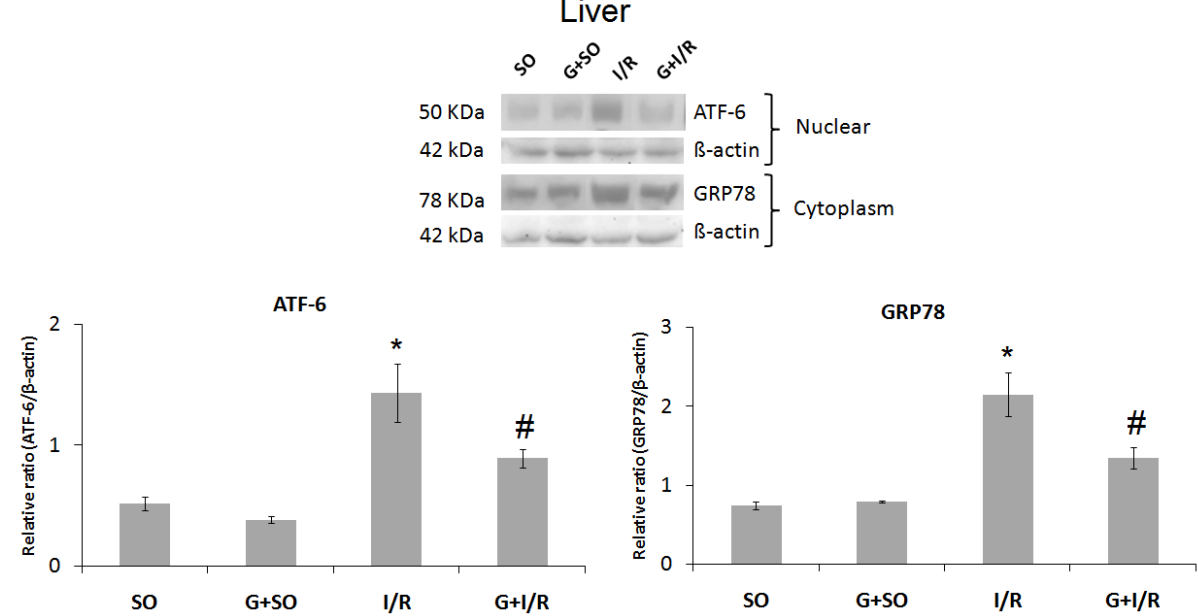 Liver
SO G+SO I/R G+I/R
50 KDa ATF-6
Nuclear
42 kDa ß-actin
78 KDa GRP78
Cytoplasm
42 kDa ß-actin
ATF-6
Relative ratio (ATF-6/β-actin)
2
1
0
*
#
SO G+SO I/R G+I/R
GRP78
Relative ratio (GRP78/β-actin)
3
2
1
0
*
#
SO G+SO I/R G+I/R